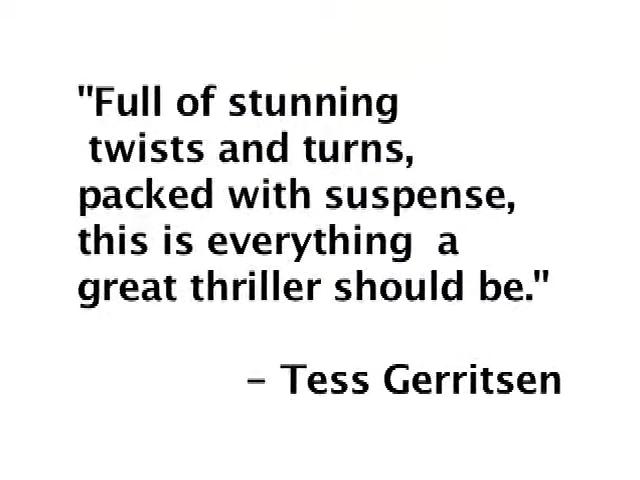 "Full of stunning
twists and turns,
packed with suspense,
this is everything  a
great thriller should be."
– Tess Gerritsen